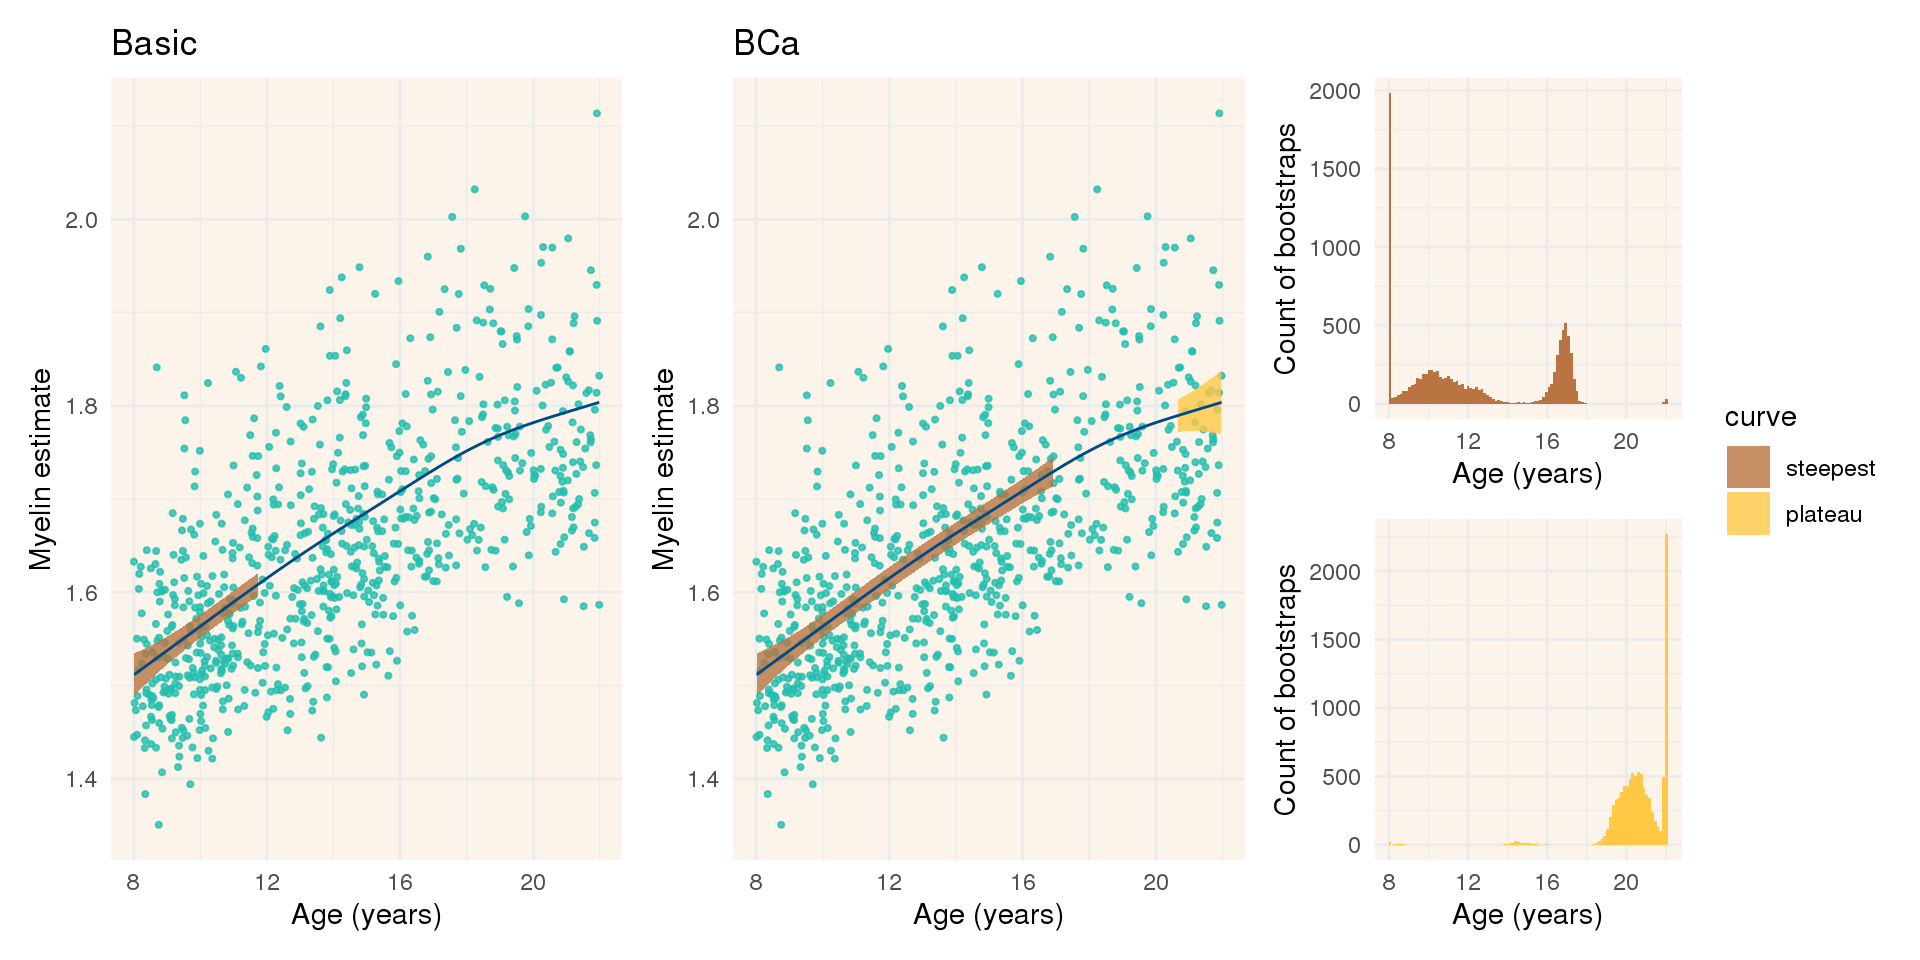 Basic
Myelin estimate
2.0
1.8
1.6
1.4
8 12 16 20
Age (years)
BCa
Myelin estimate
2.0
1.8
1.6
1.4
8 12 16 20
Age (years)
Count of bootstraps
2000
1500
1000
500
0
8 12 16 20
Age (years)
Count of bootstraps
2000
1500
1000
500
0
8 12 16 20
Age (years)
curve
steepest
plateau